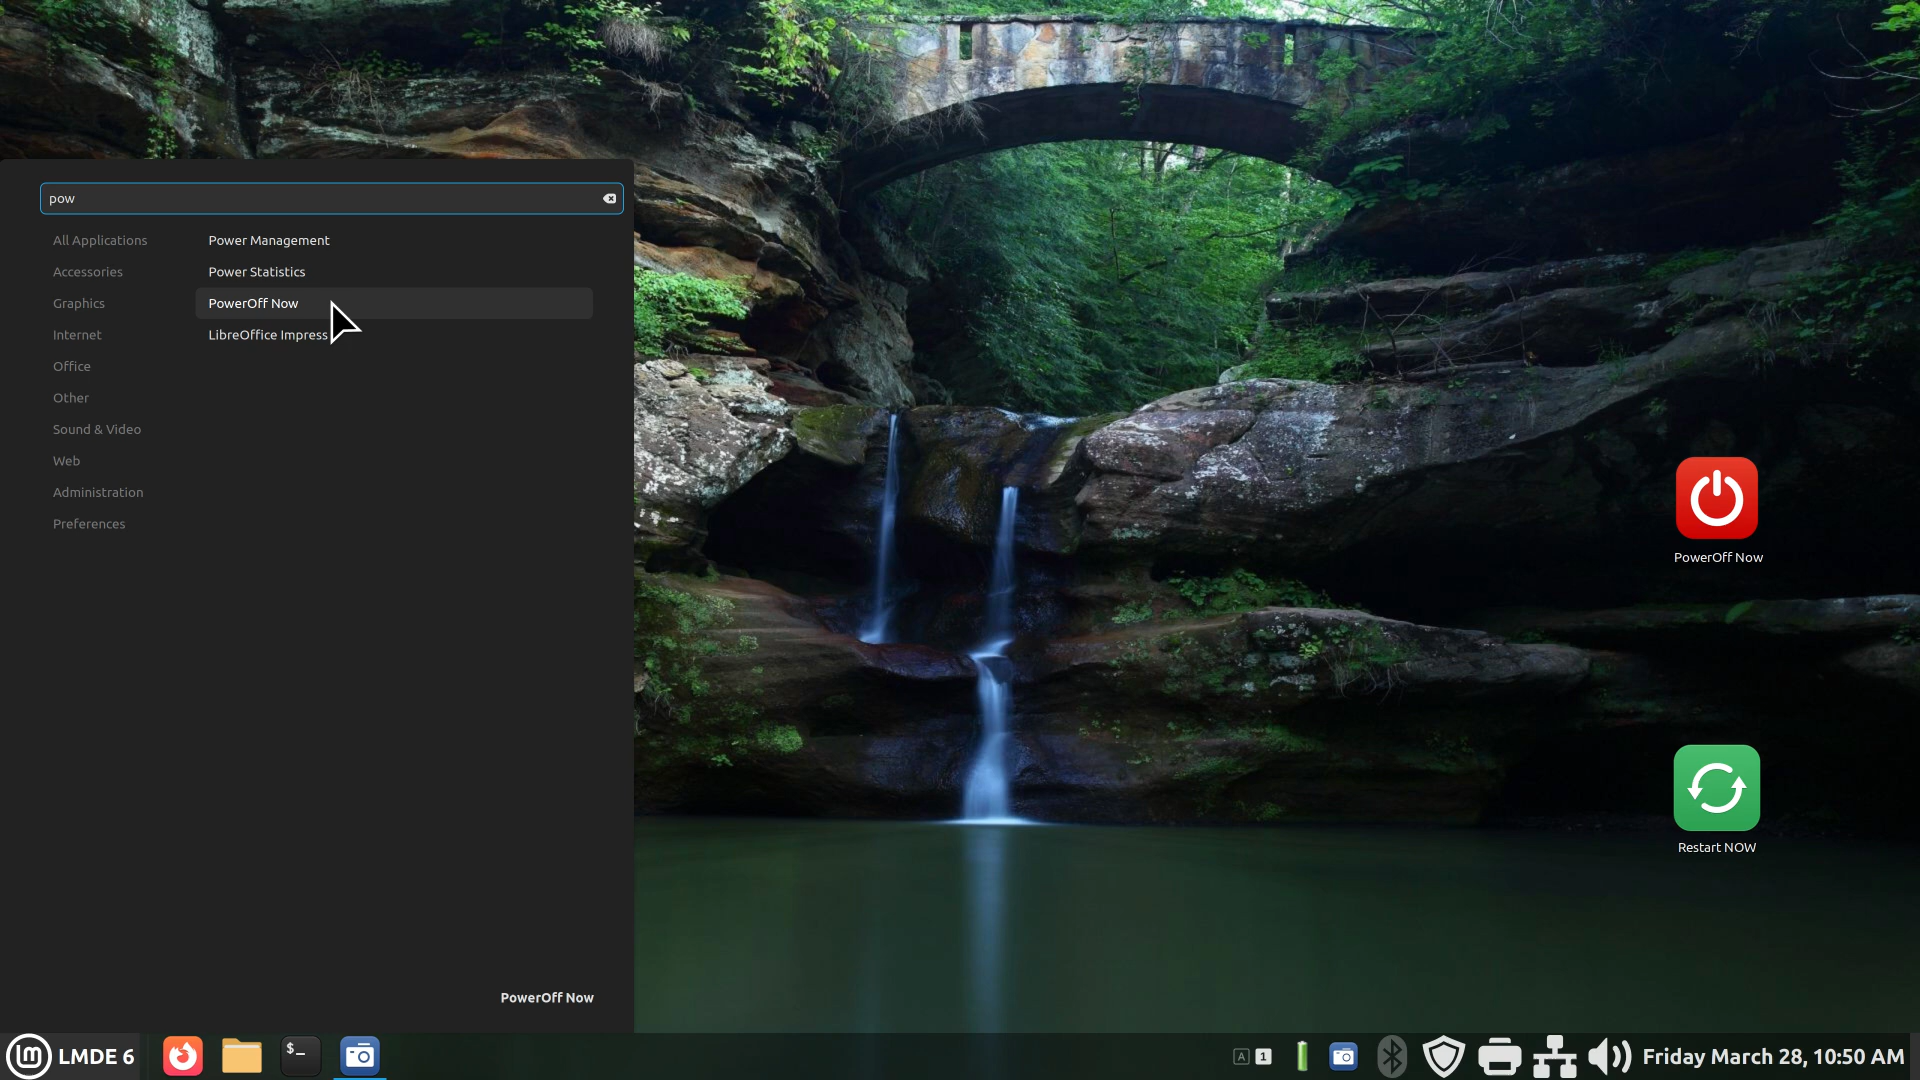 pow
All Applications
Accessories
Graphics
Internet
Office
Other
Sound & Video
Web
Administration
Preferences
Power Management
Power Statistics
PowerOff Now
LibreOffice Impress
PowerOff Now
PowerOff Now
Restart NOW
LMDE 6
$_
A 1
Friday March 28, 10:50 AM